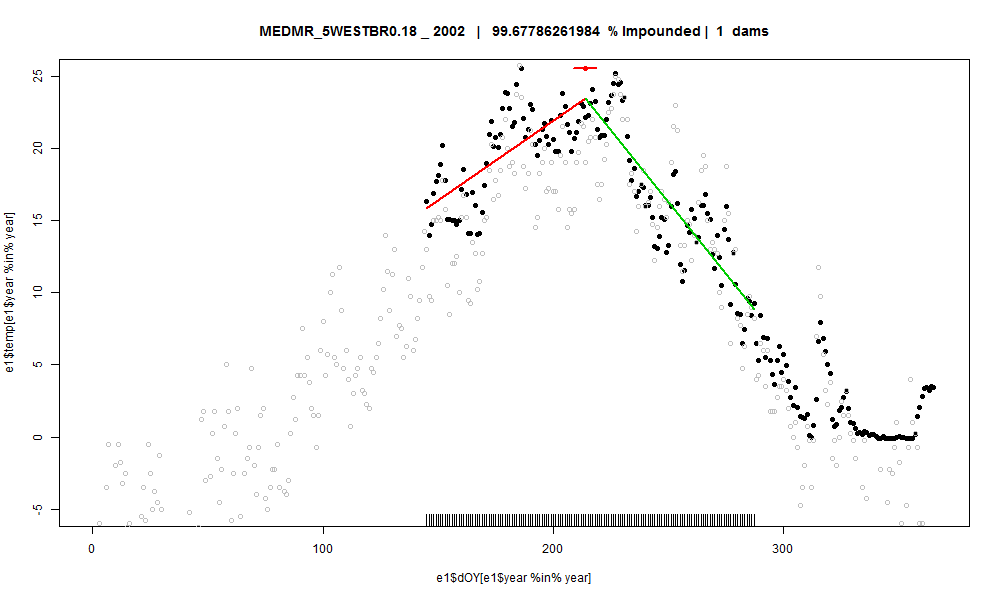 MEDMR_5WESTBR0.18 _ 2002 | 99.67786261984 % Impounded | 1 dams
e1$temp[e1$year %in% year]
25
20
15
10
5
0
-5
0 100 200 300
e1$dOY[e1$year %in% year]